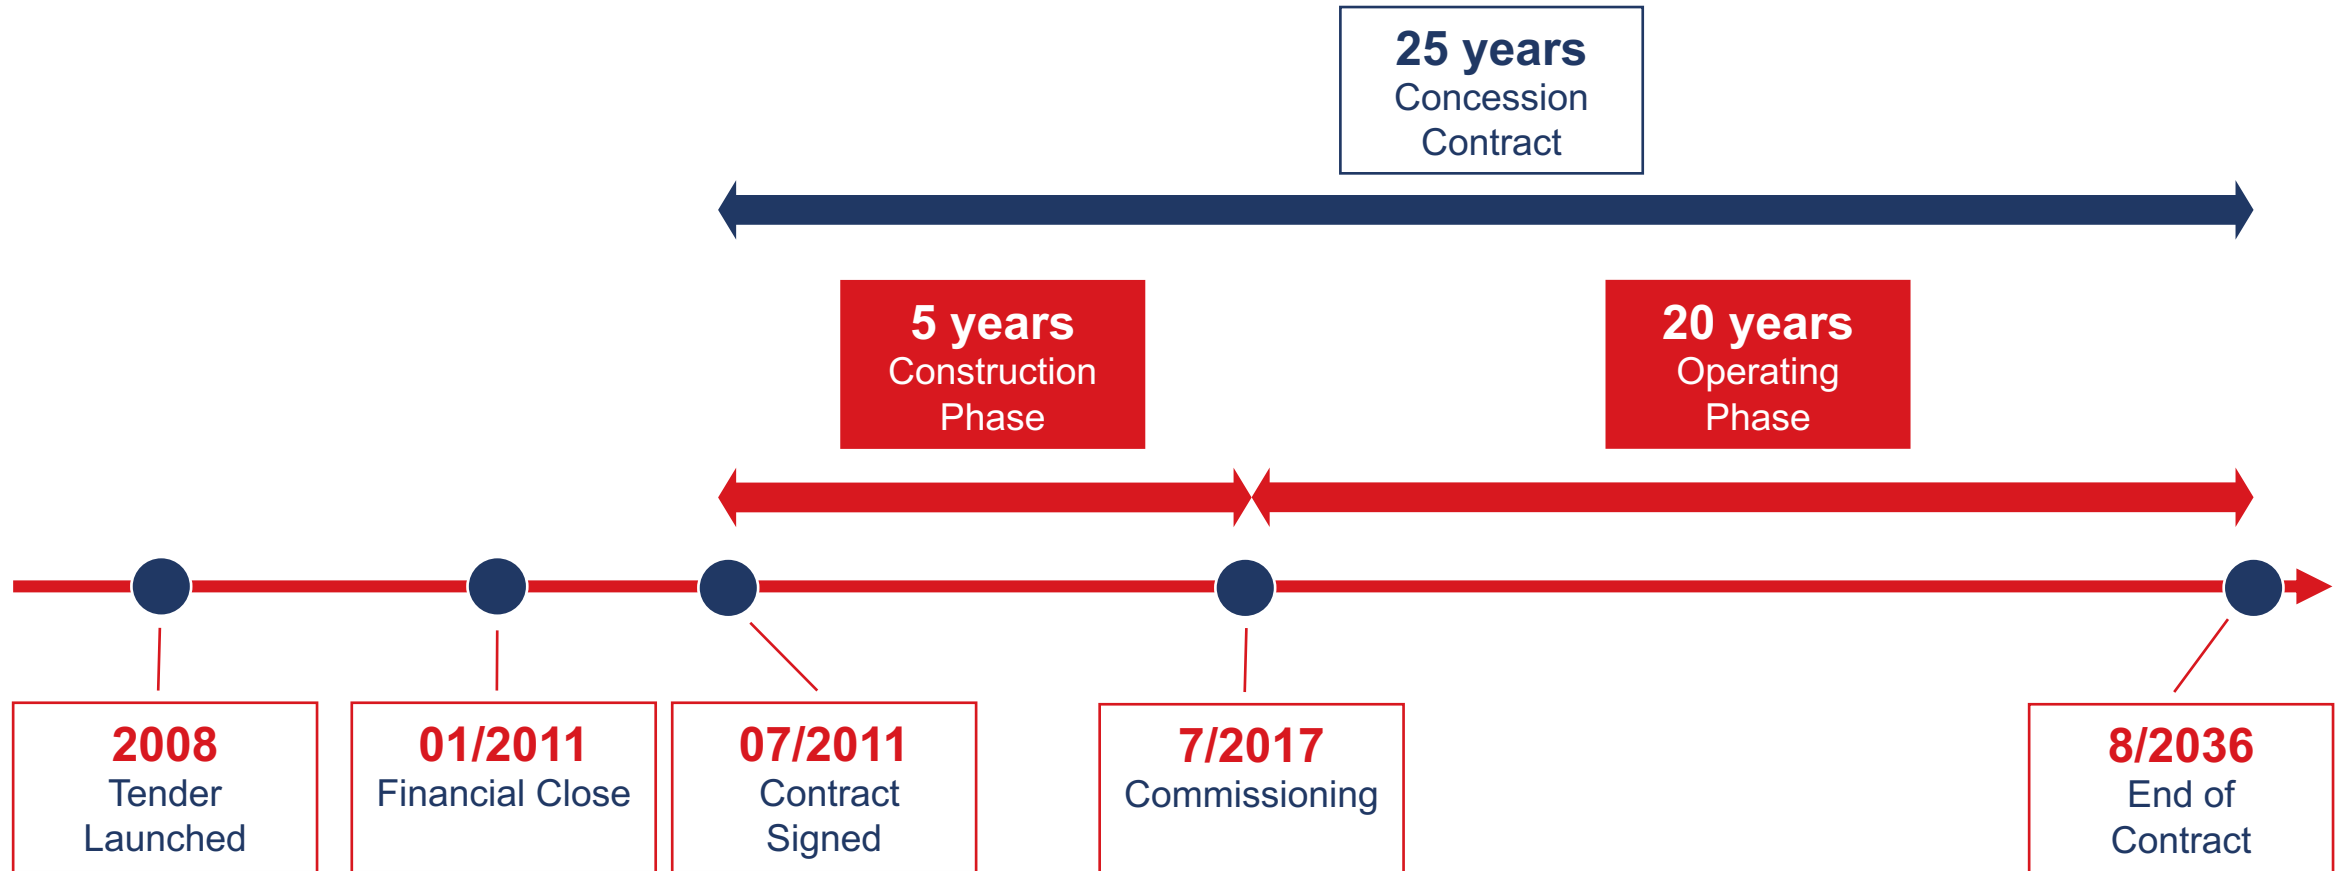 25 years
Concession
Contract
5 years
Construction
Phase
20 years
Operating
Phase
2008
Tender
Launched
01/2011
Financial Close
07/2011
Contract
Signed
7/2017
Commissioning
8/2036
End of
Contract